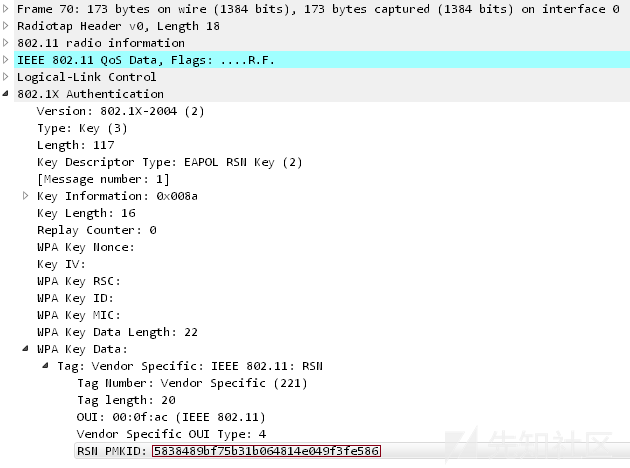 Frame 70: 173 bytes on wire (1384 bits), 173 bytes captured (1384 bits) on interface 0
Radiotap Header v0, Length 18
802.11 radio information
IEEE 802.11 QoS Data, Flags: ....R.F.
Logical-Link Control
802.1X Authentication
Version: 802.1X-2004 (2)
Type: Key (3)
Length: 117
Key Descriptor Type: EAPOL RSN Key (2)
[Message number: 1]
Key Information: 0x008a
Key Length: 16
Replay Counter: 0
WPA Key Nonce:
Key IV:
WPA Key RSC:
WPA Key ID:
WPA Key MIC:
WPA Key Data Length: 22
WPA Key Data:
Tag: Vendor Specific: IEEE 802.11: RSN
Tag Number: Vendor Specific (221)
Tag length: 20
OUI: 00:0f:ac (IEEE 802.11)
Vendor Specific OUI Type: 4
RSN PMKID: 5838489bf75b31b064814e049f3fe586
先知社区